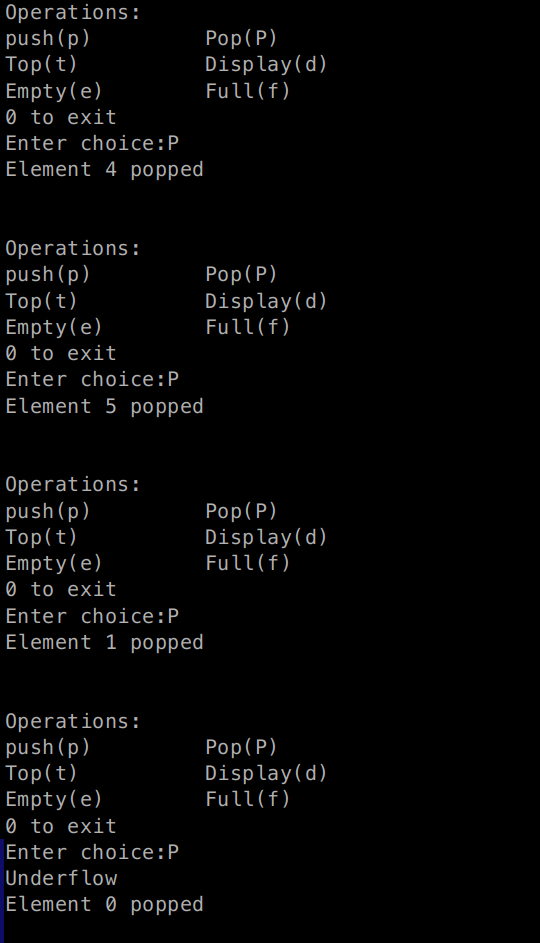 Operations:
push(p) Pop(P)
Top(t) Display(d)
Empty(e) Full(f)
0 to exit
Enter choice:P
Element 4 popped
Operations:
push(p) Pop(P)
Top(t) Display(d)
Empty(e) Full(f)
0 to exit
Enter choice:P
Element 5 popped
Operations:
push(p) Pop(P)
Top(t) Display(d)
Empty(e) Full(f)
0 to exit
Enter choice:P
Element 1 popped
Operations:
push(p) Pop(P)
Top(t) Display(d)
Empty(e) Full(f)
0 to exit
Enter choice:P
Underflow
Element 0 popped